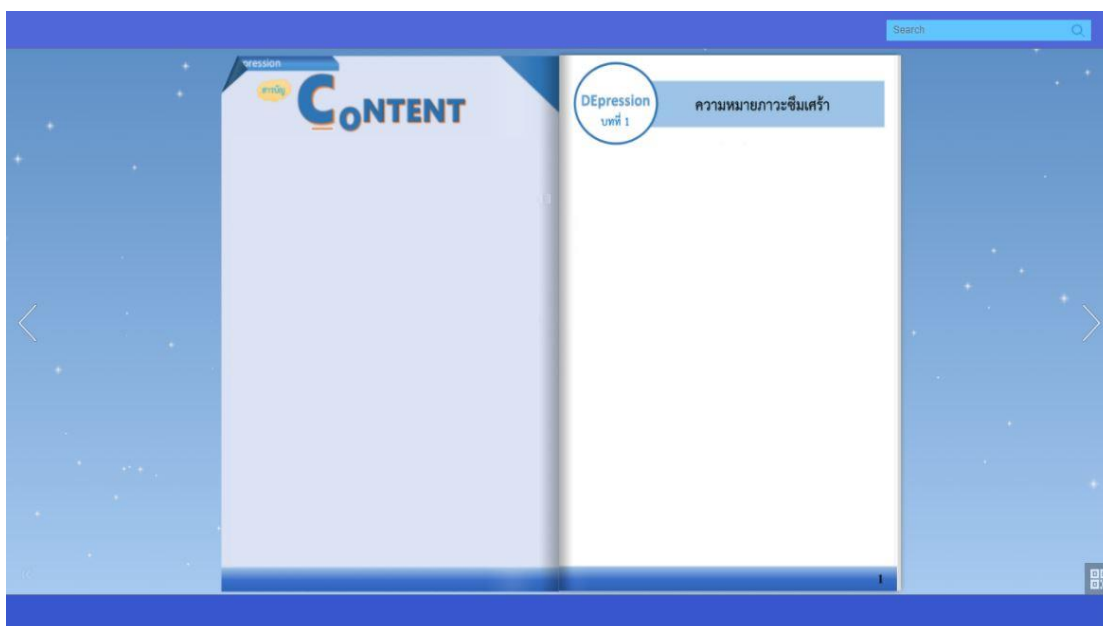 Search
pression
สารบัญ
CoNTENT
DEpression
บทที่ 1
ความหมายภาวะซึมเศร้า
1